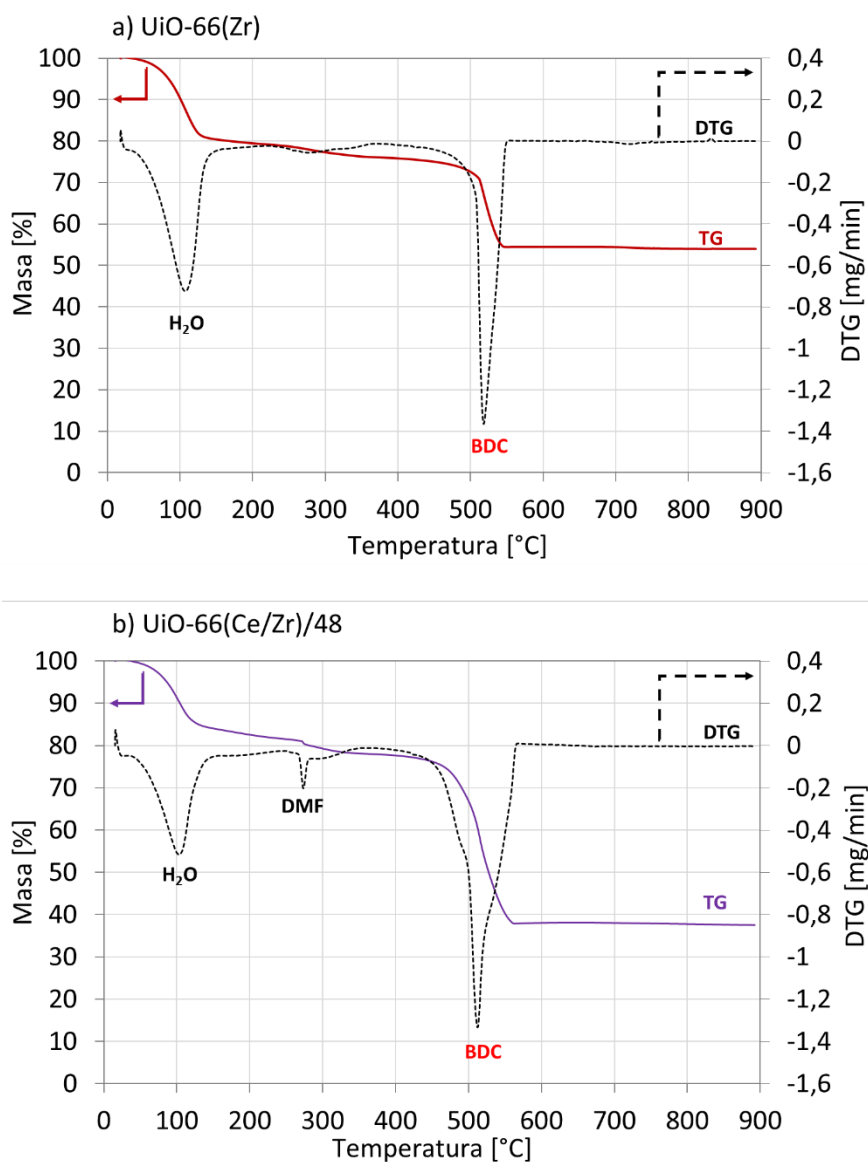 a) UiO-66(Zr)
100
90
80
70
60
50
40
30
20
10
0
Masa [%]
0,4
0,2
0
-0,2
-0,4
-0,6
-0,8
-1
-1,2
-1,4
-1,6
DTG [mg/min]
DTG
TG
H₂O
BDC
0 100 200 300 400 500 600 700 800 900
Temperatura [°C]
b) UiO-66(Ce/Zr)/48
100
90
80
70
60
50
40
30
20
10
0
Masa [%]
0,4
0,2
0
-0,2
-0,4
-0,6
-0,8
-1
-1,2
-1,4
-1,6
DTG [mg/min]
DTG
DMF
H₂O
TG
BDC
0 100 200 300 400 500 600 700 800 900
Temperatura [°C]